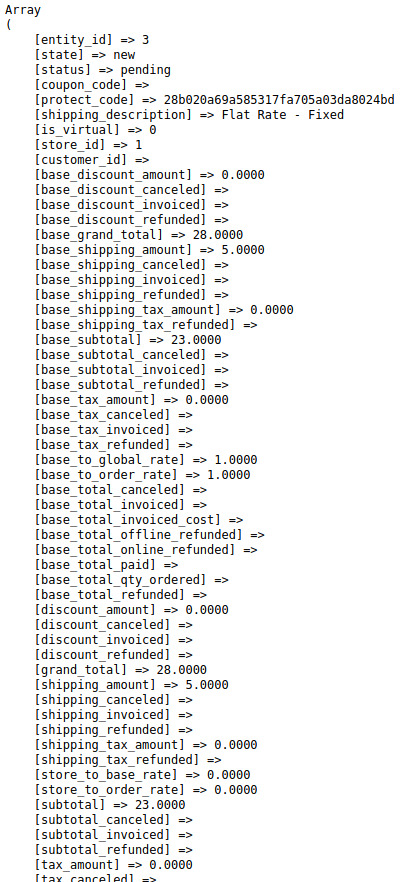 Array
(
[entity_id] => 3
[state] => new
[status] => pending
[coupon_code] =>
[protect_code] => 28b020a69a585317fa705a03da8024bd
[shipping_description] => Flat Rate - Fixed
[is_virtual] => 0
[store_id] => 1
[customer_id] =>
[base_discount_amount] => 0.0000
[base_discount_canceled] =>
[base_discount_invoiced] =>
[base_discount_refunded] =>
[base_grand_total] => 28.0000
[base_shipping_amount] => 5.0000
[base_shipping_canceled] =>
[base_shipping_invoiced] =>
[base_shipping_refunded] =>
[base_shipping_tax_amount] => 0.0000
[base_shipping_tax_refunded] =>
[base_subtotal] => 23.0000
[base_subtotal_canceled] =>
[base_subtotal_invoiced] =>
[base_subtotal_refunded] =>
[base_tax_amount] => 0.0000
[base_tax_canceled] =>
[base_tax_invoiced] =>
[base_tax_refunded] =>
[base_to_global_rate] => 1.0000
[base_to_order_rate] => 1.0000
[base_total_canceled] =>
[base_total_invoiced] =>
[base_total_invoiced_cost] =>
[base_total_offline_refunded] =>
[base_total_online_refunded] =>
[base_total_paid] =>
[base_total_qty_ordered] =>
[base_total_refunded] =>
[discount_amount] => 0.0000
[discount_canceled] =>
[discount_invoiced] =>
[discount_refunded] =>
[grand_total] => 28.0000
[shipping_amount] => 5.0000
[shipping_canceled] =>
[shipping_invoiced] =>
[shipping_refunded] =>
[shipping_tax_amount] => 0.0000
[shipping_tax_refunded] =>
[store_to_base_rate] => 0.0000
[store_to_order_rate] => 0.0000
[subtotal] => 23.0000
[subtotal_canceled] =>
[subtotal_invoiced] =>
[subtotal_refunded] =>
[tax_amount] => 0.0000
[tax_canceled] =>